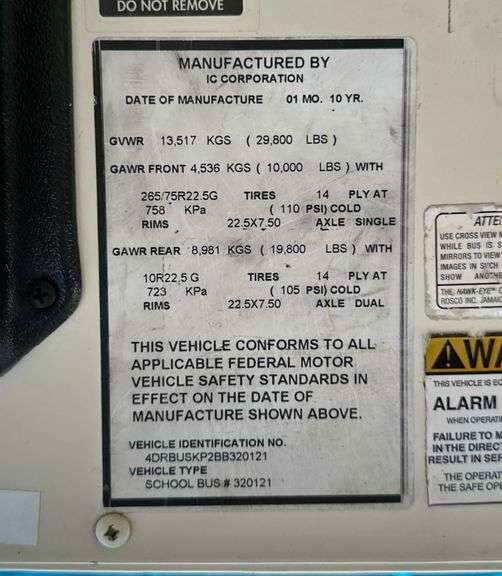 DO NOT REMOVE
MANUFACTURED BY
IC CORPORATION
DATE OF MANUFACTURE 01 MO. 10 YR.
GVWR 13,517 KGS ( 29,800 LBS )
GAWR FRONT 4,536 KGS ( 10,000 LBS ) WITH
265/75R22.5G TIRES 14 PLY AT
758 KPa ( 110 PSI) COLD
RIMS 22.5X7.50 AXLE SINGLE
GAWR REAR 8,981 KGS ( 19,800 LBS ) WITH
10R22.5 G TIRES 14 PLY AT
723 KPa ( 105 PSI) COLD
RIMS 22.5X7.50 AXLE DUAL
THIS VEHICLE CONFORMS TO ALL
APPLICABLE FEDERAL MOTOR
VEHICLE SAFETY STANDARDS IN
EFFECT ON THE DATE OF
MANUFACTURE SHOWN ABOVE.
VEHICLE IDENTIFICATION NO.
4DRBUSKP2BB320121
VEHICLE TYPE
SCHOOL BUS # 320121
USE CROSS VIEW
WHILE BUS IS
MIRRORS TO VIEW
IMAGES IN SUCH
SHOW
THE HAWK-EYE
ROSCO INC.
THIS VEHICLE IS
ALARM
WHEN
FAILURE TO
IN THE
RESULT IN
THE
THE SAFE